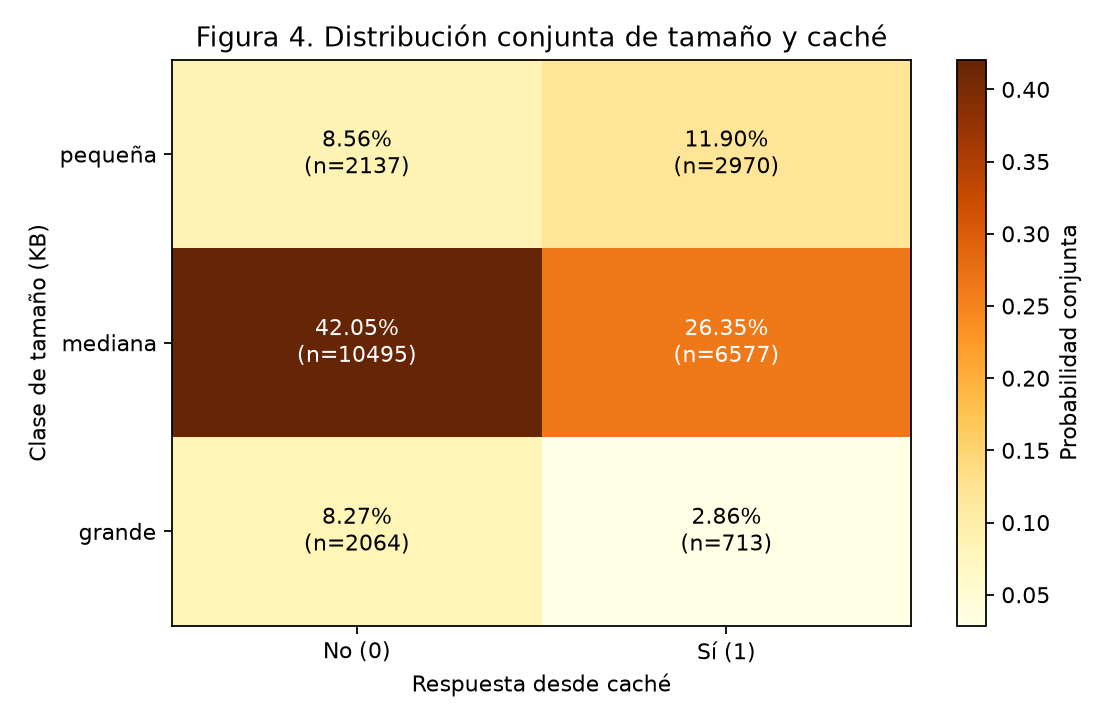 Figura 4. Distribución conjunta de tamaño y caché
Clase de tamaño (KB)
pequeña
8.56%
(n=2137)
11.90%
(n=2970)
mediana
42.05%
(n=10495)
26.35%
(n=6577)
grande
8.27%
(n=2064)
2.86%
(n=713)
No (0)
Sí (1)
Respuesta desde caché
0.40
0.35
0.30
0.25
0.20
0.15
0.10
0.05
Probabilidad conjunta